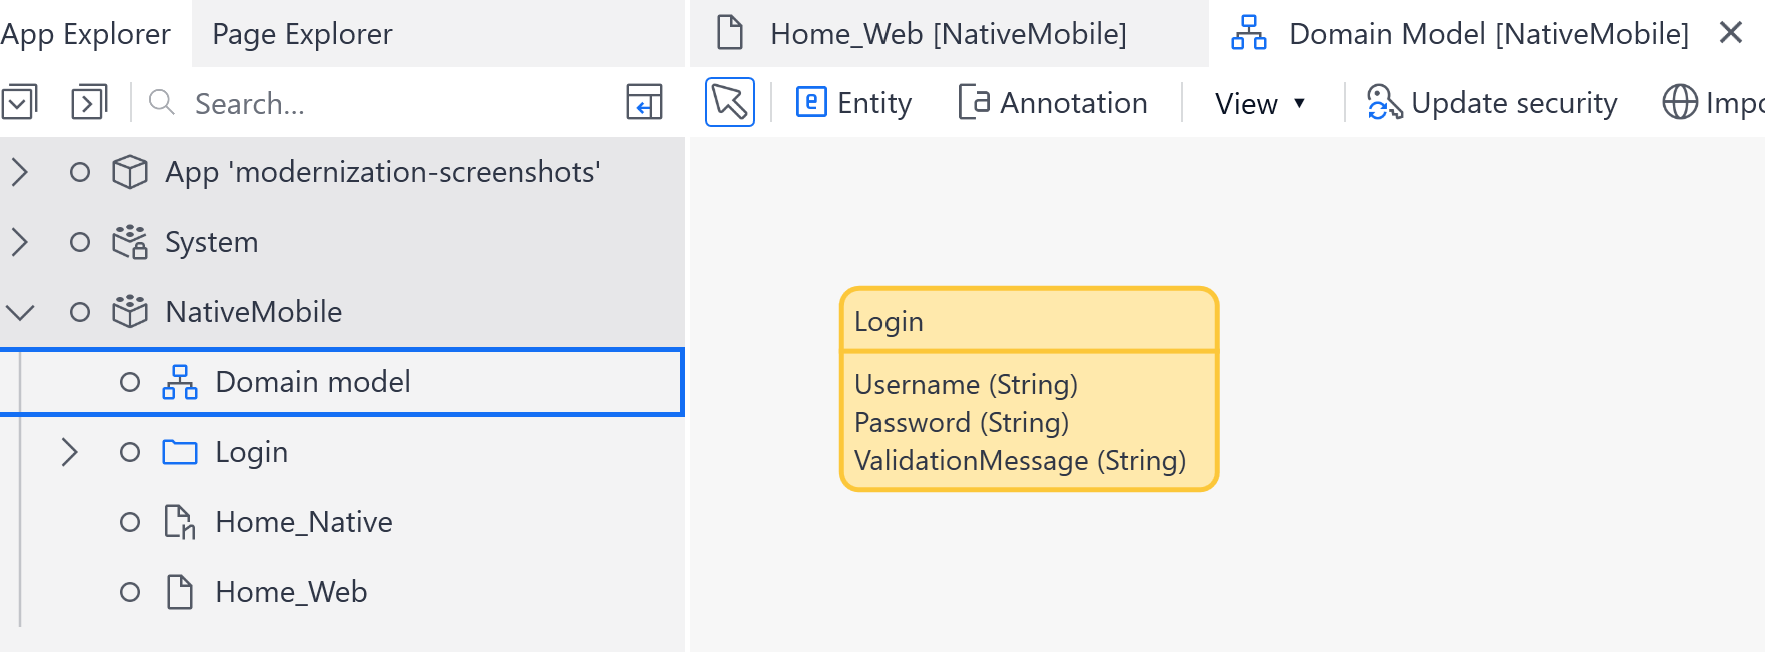 App Explorer Page Explorer
Home_Web [NativeMobile] Domain Model [NativeMobile]
Search...
Entity Annotation View Update security Impo
App 'modernization-screenshots'
System
NativeMobile
Domain model
Login
Home_Native
Home_Web
Login
Username (String)
Password (String)
ValidationMessage (String)